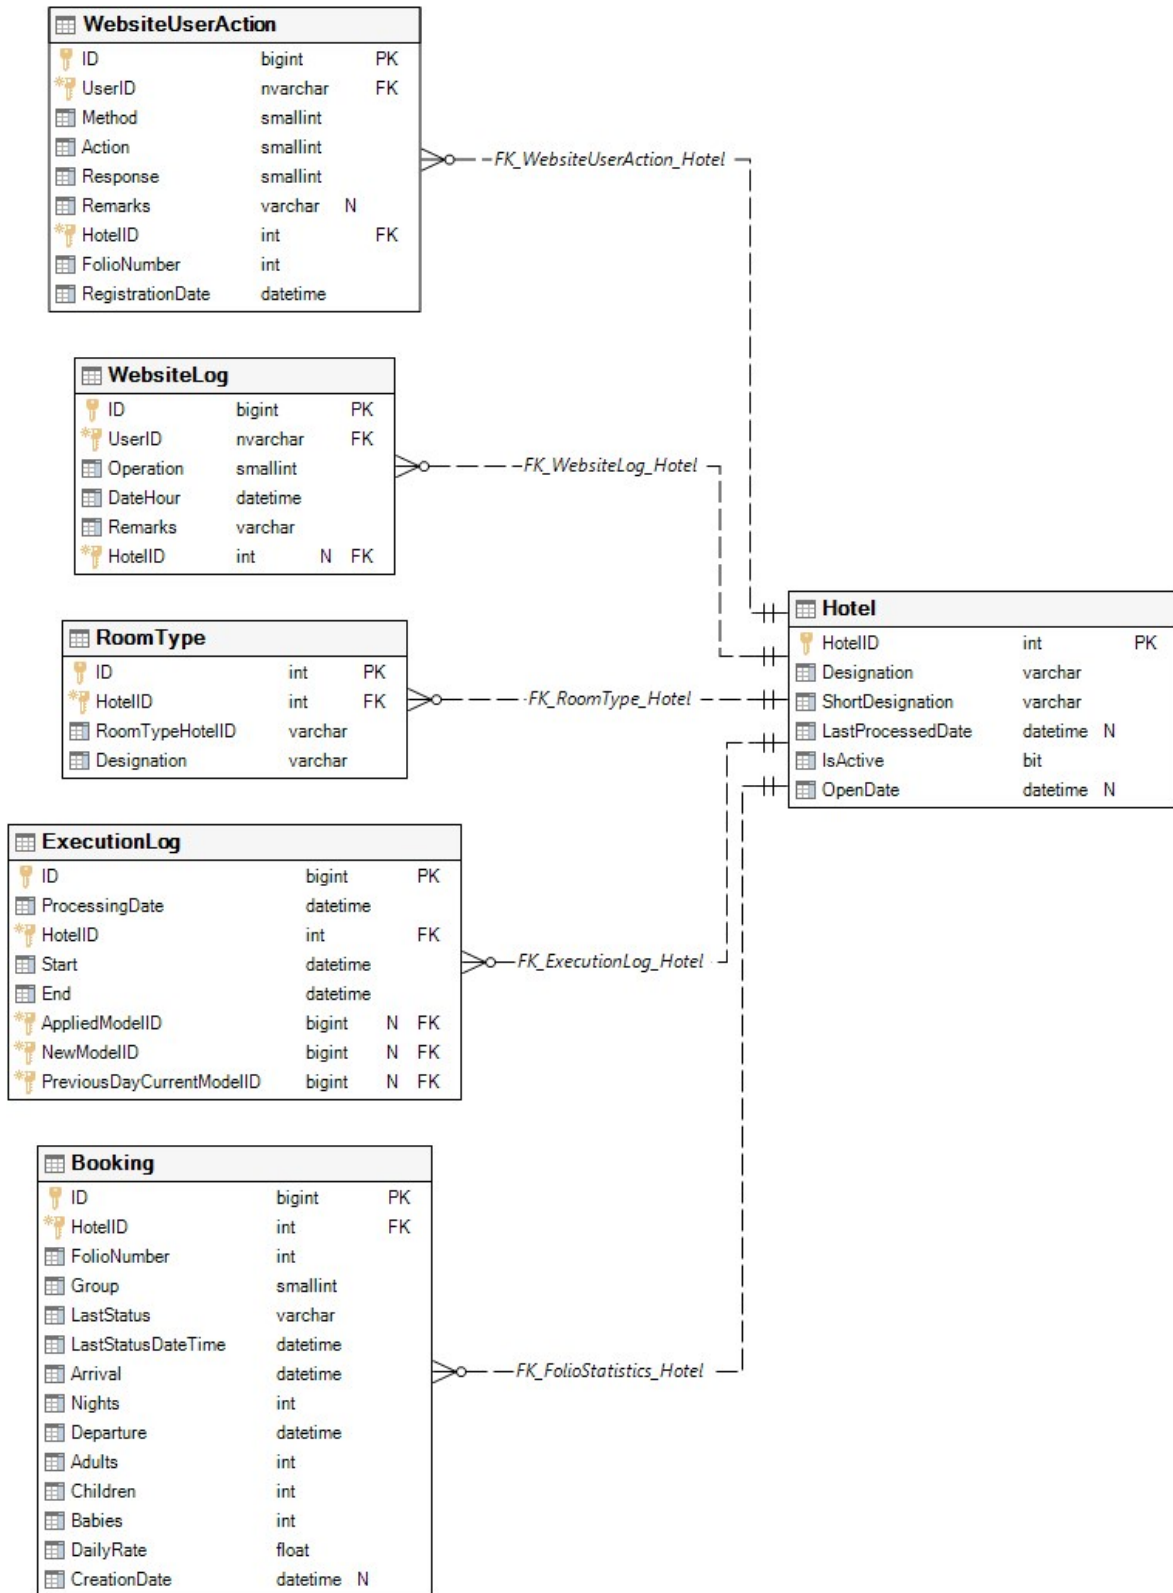 WebsiteUserAction
ID bigint PK
UserID nvarchar FK
Method smallint
Action smallint
Response smallint
Remarks varchar N
HotelID int FK
FolioNumber int
RegistrationDate datetime
FK_WebsiteUserAction_Hotel
WebsiteLog
ID bigint PK
UserID nvarchar FK
Operation smallint
DateHour datetime
Remarks varchar
HotelID int N FK
FK_WebsiteLog_Hotel
RoomType
ID int PK
HotelID int FK
RoomTypeHotelID varchar
Designation varchar
FK_RoomType_Hotel
Hotel
HotelID int PK
Designation varchar
ShortDesignation varchar
LastProcessedDate datetime N
IsActive bit
OpenDate datetime N
ExecutionLog
ID bigint PK
ProcessingDate datetime
HotelID int FK
Start datetime
End datetime
AppliedModelID bigint N FK
NewModelID bigint N FK
PreviousDayCurrentModelID bigint N FK
FK_ExecutionLog_Hotel
Booking
ID bigint PK
HotelID int FK
FolioNumber int
Group smallint
LastStatus varchar
LastStatusDateTime datetime
Arrival datetime
Nights int
Departure datetime
Adults int
Children int
Babies int
DailyRate float
CreationDate datetime N
FK_FolioStatistics_Hotel